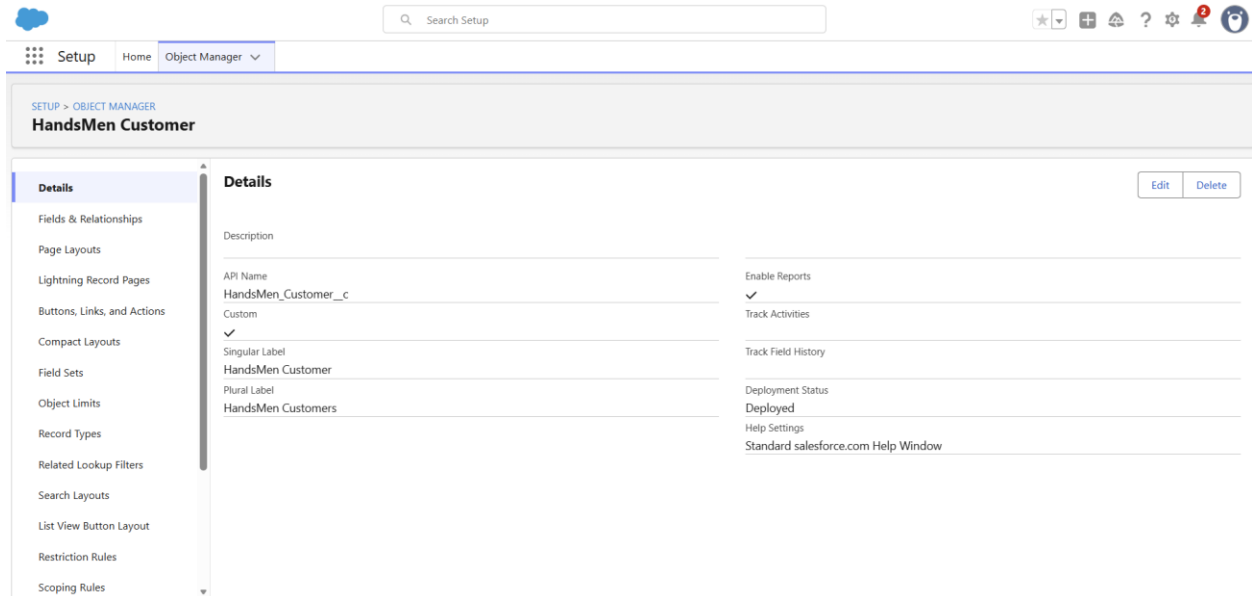 Search Setup
2
Setup
Home
Object Manager
SETUP > OBJECT MANAGER
HandsMen Customer
Details
Fields & Relationships
Page Layouts
Lightning Record Pages
Buttons, Links, and Actions
Compact Layouts
Field Sets
Object Limits
Record Types
Related Lookup Filters
Search Layouts
List View Button Layout
Restriction Rules
Scoping Rules
Details
Edit
Delete
Description
API Name
HandsMen_Customer__c
Custom
Singular Label
HandsMen Customer
Plural Label
HandsMen Customers
Enable Reports
Track Activities
Track Field History
Deployment Status
Deployed
Help Settings
Standard salesforce.com Help Window